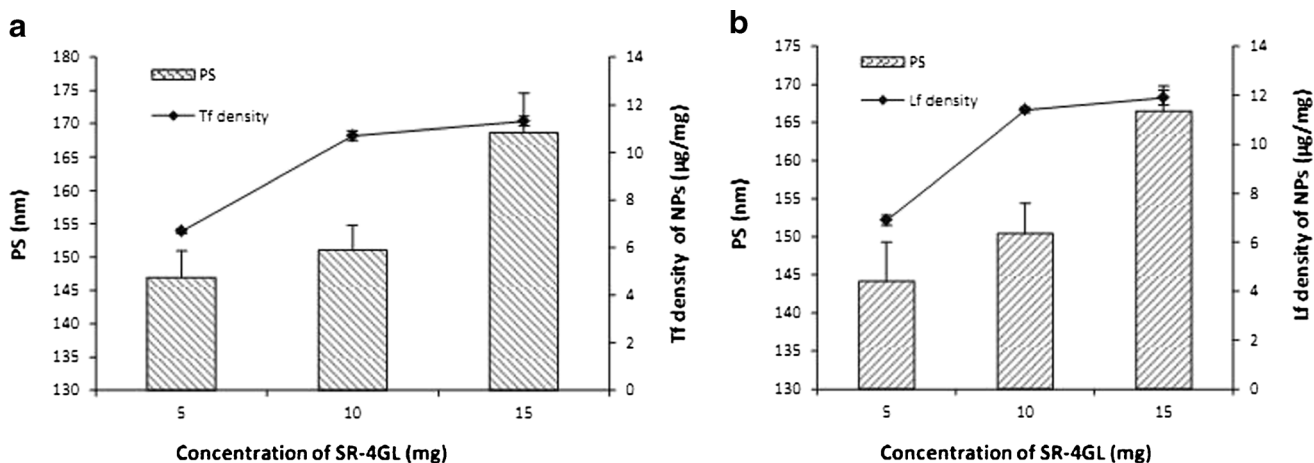 a
180
175
170
165
160
155
150
145
140
135
130
PS (nm)
PS
Tf density
14
12
10
8
6
4
2
0
Tf density of NPs (µg/mg)
5 10 15
Concentration of SR-4GL (mg)
b
175
170
165
160
155
150
145
140
135
130
PS (nm)
PS
Lf density
14
12
10
8
6
4
2
0
Lf density of NPs (µg/mg)
5 10 15
Concentration of SR-4GL (mg)